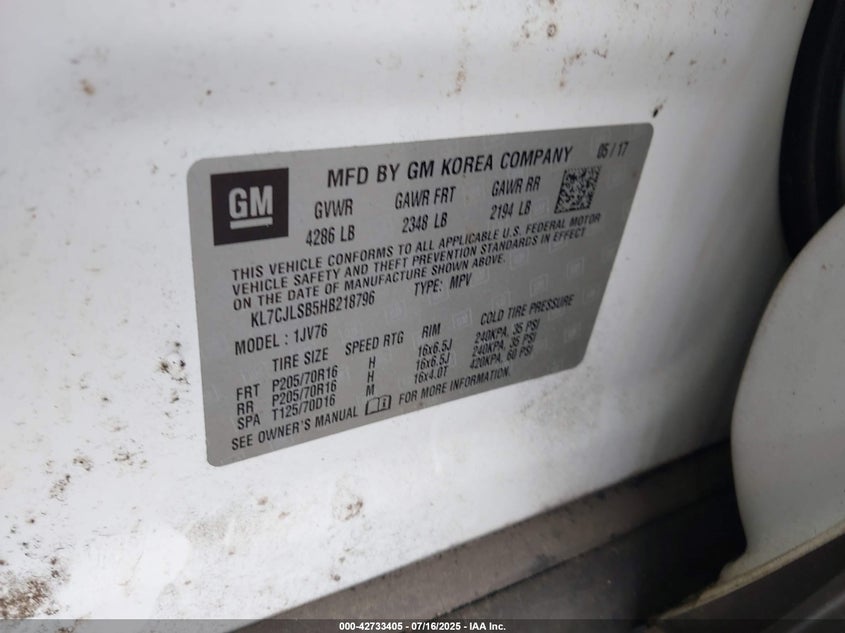 GM
MFD BY GM KOREA COMPANY 05 / 17
GVWR GAWR FRT GAWR RR
4286 LB 2348 LB 2194 LB
THIS VEHICLE CONFORMS TO ALL APPLICABLE U.S. FEDERAL MOTOR
VEHICLE SAFETY AND THEFT PREVENTION STANDARDS IN EFFECT
ON THE DATE OF MANUFACTURE SHOWN ABOVE.
KL7CJLSB5HB218796 TYPE: MPV
MODEL : 1JV76
TIRE SIZE SPEED RTG RIM COLD TIRE PRESSURE
FRT P205/70R16 H 16x6.5J 240KPA, 35 PSI
RR P205/70R16 H 16x6.5J 240KPA, 35 PSI
SPA T125/70D16 M 16x4.0T 420KPA, 60 PSI
SEE OWNER'S MANUAL FOR MORE INFORMATION.
000-42733405 - 07/16/2025 - IAA Inc.